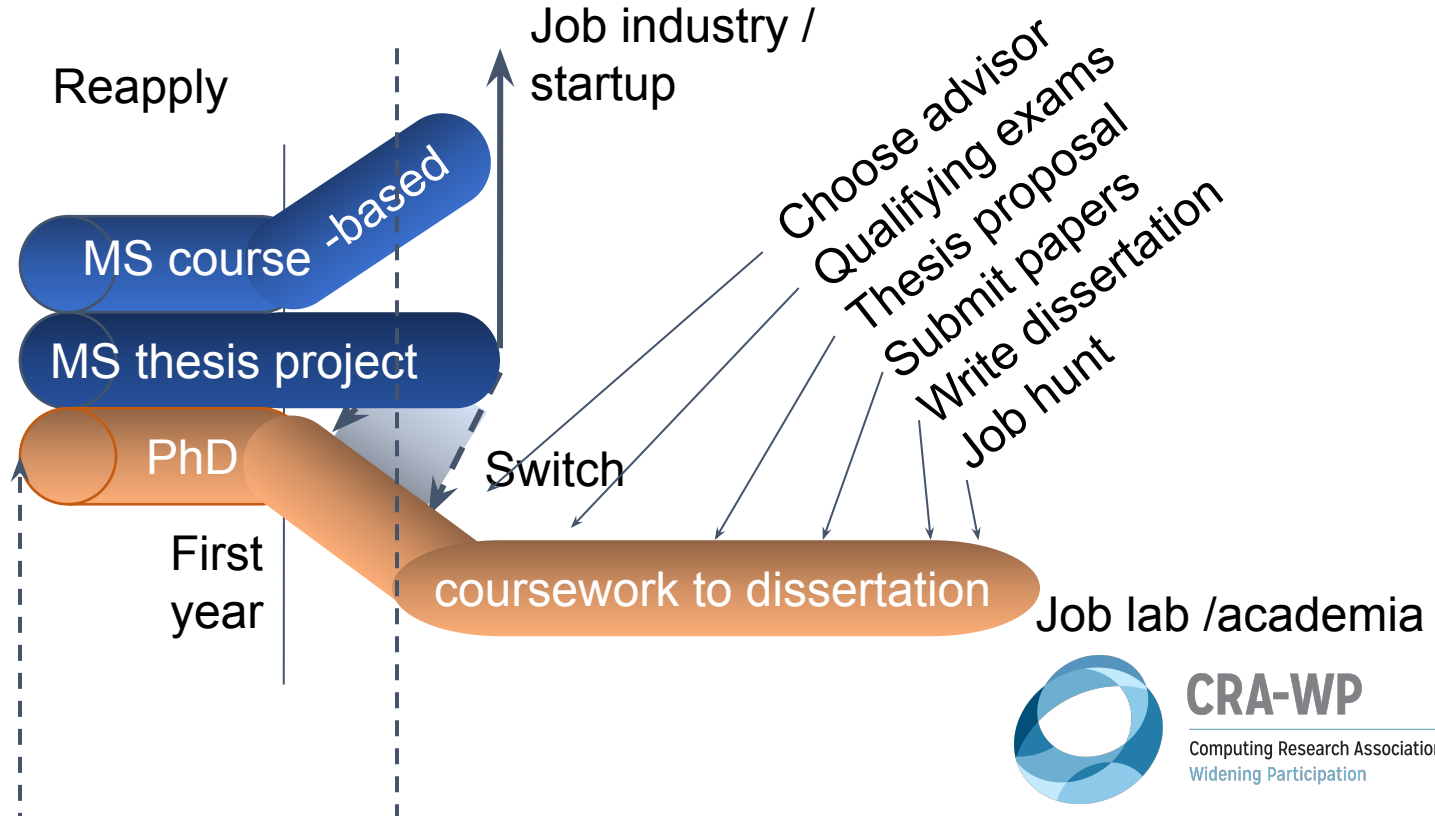 Job industry /
startup
Reapply
Choose advisor
Qualifying exams
Thesis proposal
Submit papers
Write dissertation
Job hunt
MS course -based
MS thesis project
PhD
Switch
First
year
coursework to dissertation
Job lab /academia
CRA-WP
Computing Research Association
Widening Participation